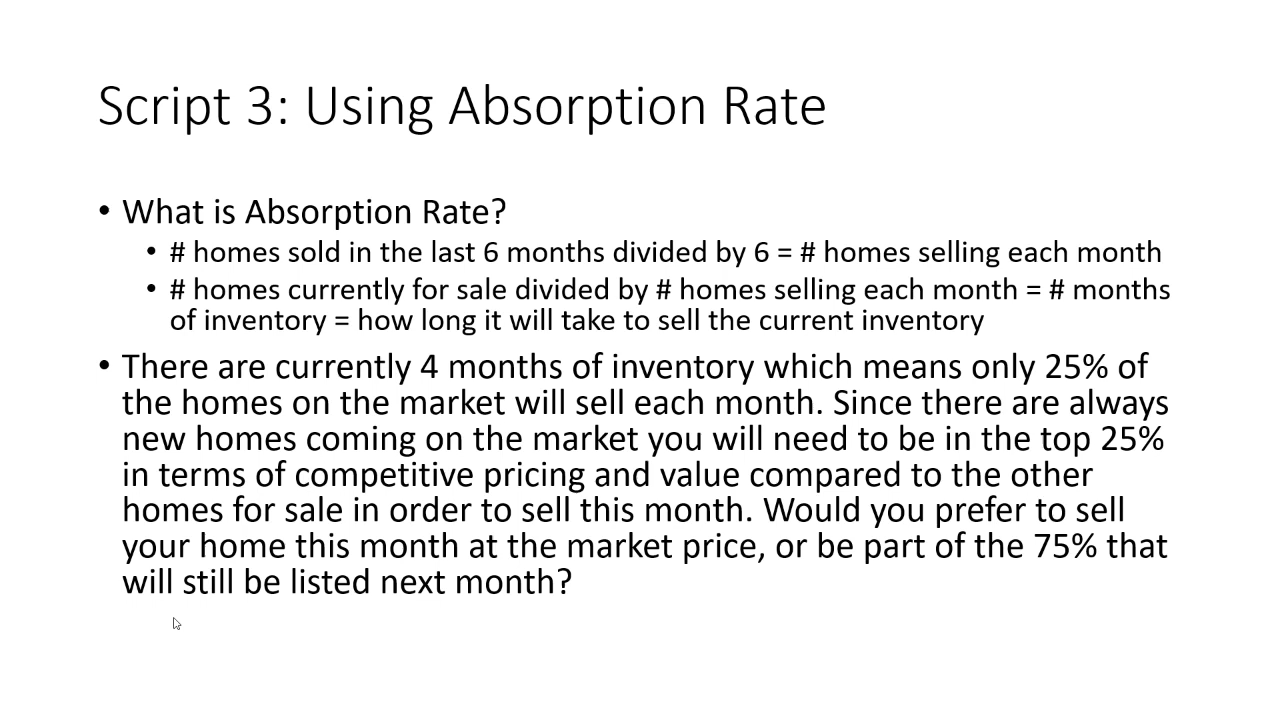 Script 3: Using Absorption Rate
• What is Absorption Rate?
• # homes sold in the last 6 months divided by 6 = # homes selling each month
• # homes currently for sale divided by # homes selling each month = # months
of inventory = how long it will take to sell the current inventory
• There are currently 4 months of inventory which means only 25% of
the homes on the market will sell each month. Since there are always
new homes coming on the market you will need to be in the top 25%
in terms of competitive pricing and value compared to the other
homes for sale in order to sell this month. Would you prefer to sell
your home this month at the market price, or be part of the 75% that
will still be listed next month?